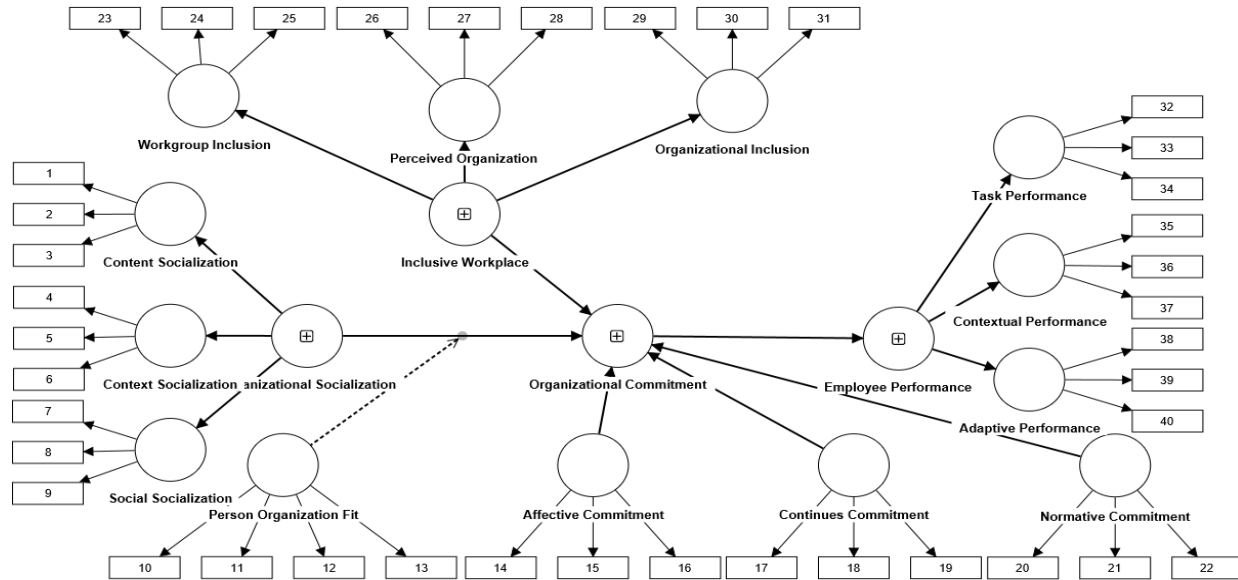 23 24 25 26 27 28 29 30 31
Workgroup Inclusion
Perceived Organization
Organizational Inclusion
32
33
34
Task Performance
1
2
3
Content Socialization
Inclusive Workplace
35
36
37
Contextual Performance
4
5
6
Context Socialization
anizational Socialization
Organizational Commitment
Employee Performance
38
39
40
Adaptive Performance
7
8
9
Social Socialization
Person Organization Fit
Affective Commitment
Continues Commitment
Normative Commitment
10 11 12 13 14 15 16 17 18 19 20 21 22